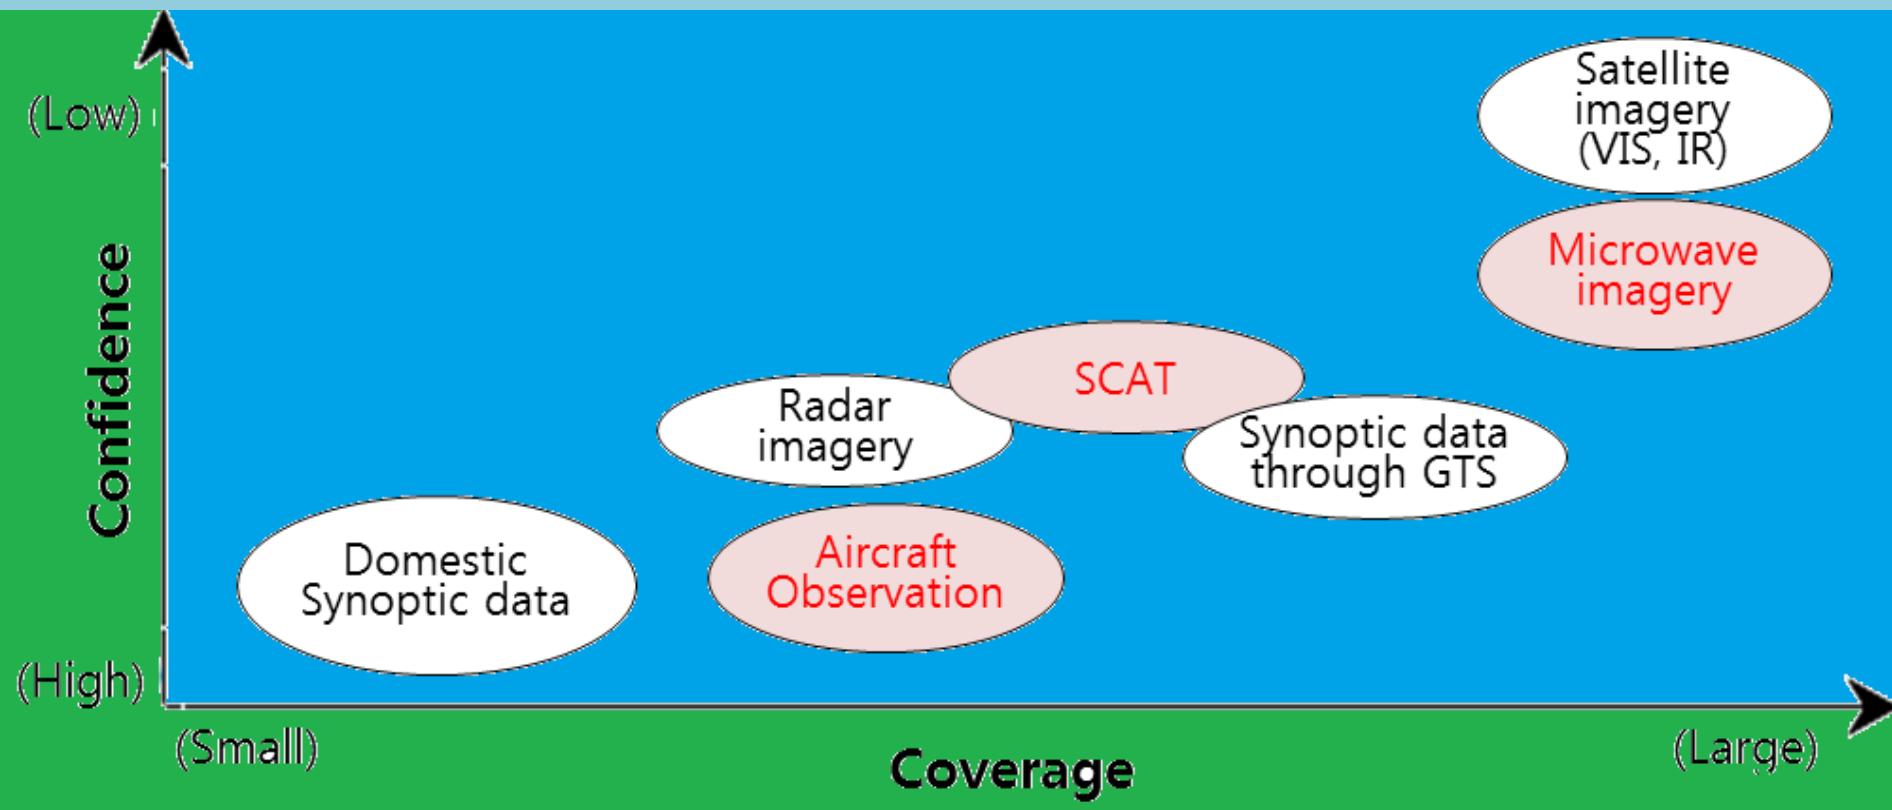 (Low)
Confidence
(High)
Satellite
imagery
(VIS, IR)
Microwave
imagery
SCAT
Radar
imagery
Synoptic data
through GTS
Domestic
Synoptic data
Aircraft
Observation
(Small)
Coverage
(Large)